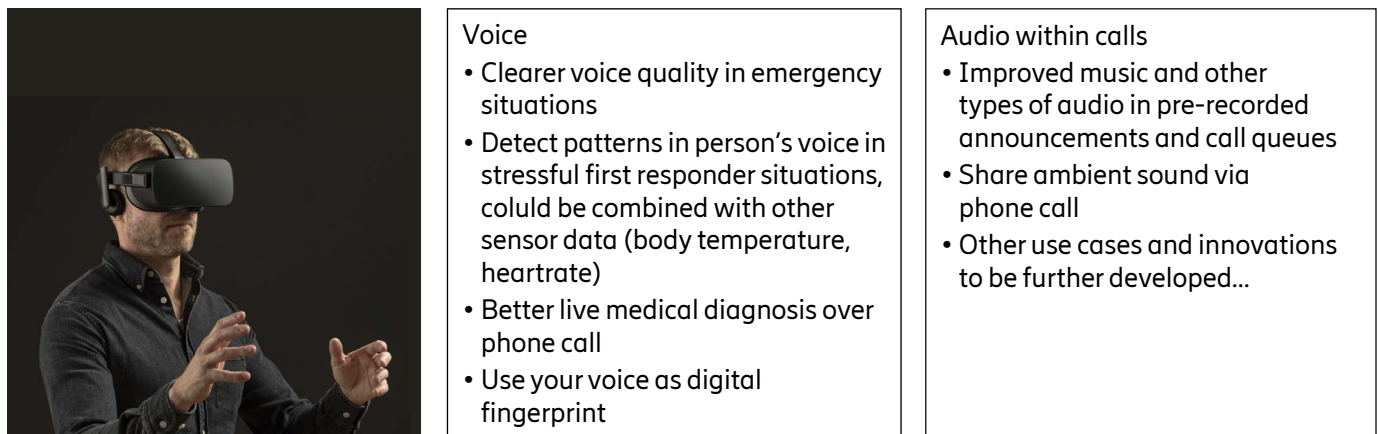 Voice
• Clearer voice quality in emergency
situations
• Detect patterns in person’s voice in
stressful first responder situations,
coluld be combined with other
sensor data (body temperature,
heartrate)
• Better live medical diagnosis over
phone call
• Use your voice as digital
fingerprint
Audio within calls
• Improved music and other
types of audio in pre-recorded
announcements and call queues
• Share ambient sound via
phone call
• Other use cases and innovations
to be further developed...